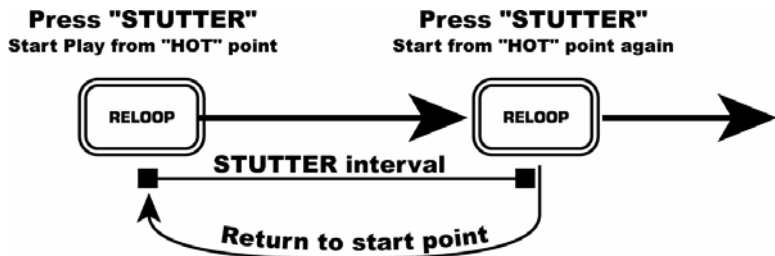 Press "STUTTER"
Start Play from "HOT" point
Press "STUTTER"
Start from "HOT" point again
RELOOP
RELOOP
STUTTER interval
Return to start point